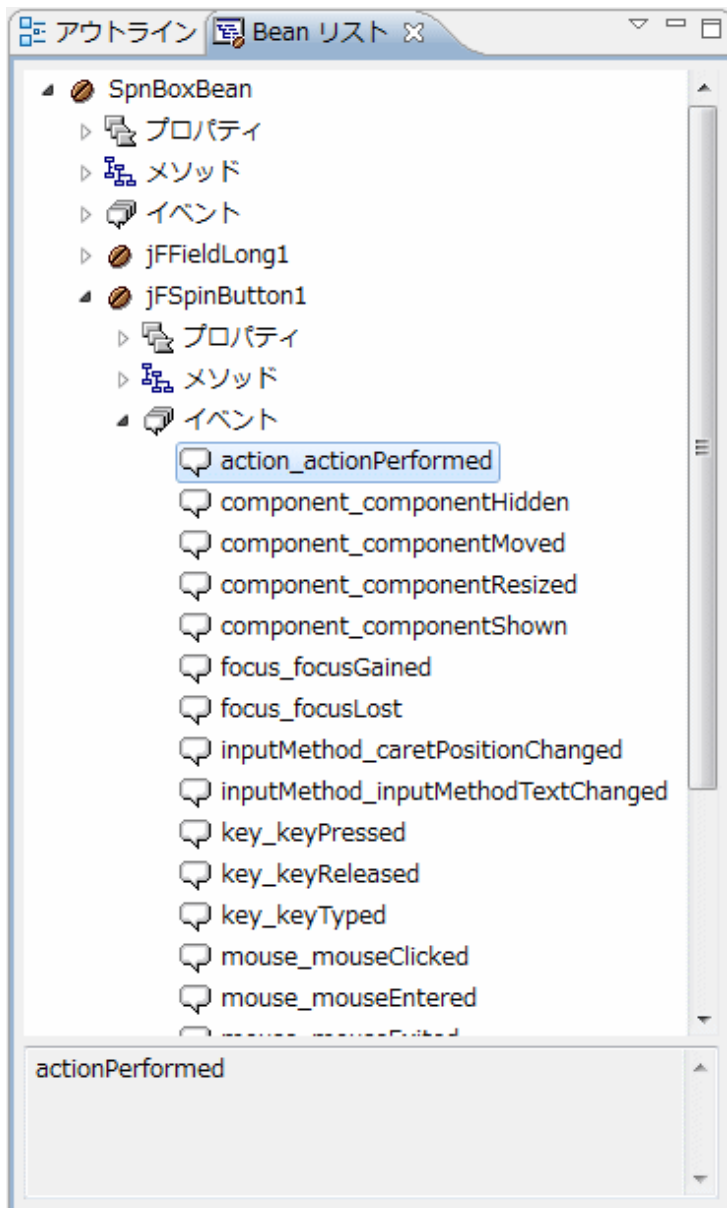 アウトライン Bean リスト
SpnBoxBean
プロパティ
メソッド
イベント
jFFieldLong1
jFSpinButton1
プロパティ
メソッド
イベント
action_actionPerformed
component_componentHidden
component_componentMoved
component_componentResized
component_componentShown
focus_focusGained
focus_focusLost
inputMethod_caretPositionChanged
inputMethod_inputMethodTextChanged
key_keyPressed
key_keyReleased
key_keyTyped
mouse_mouseClicked
mouse_mouseEntered
mouse_mouseExited
actionPerformed